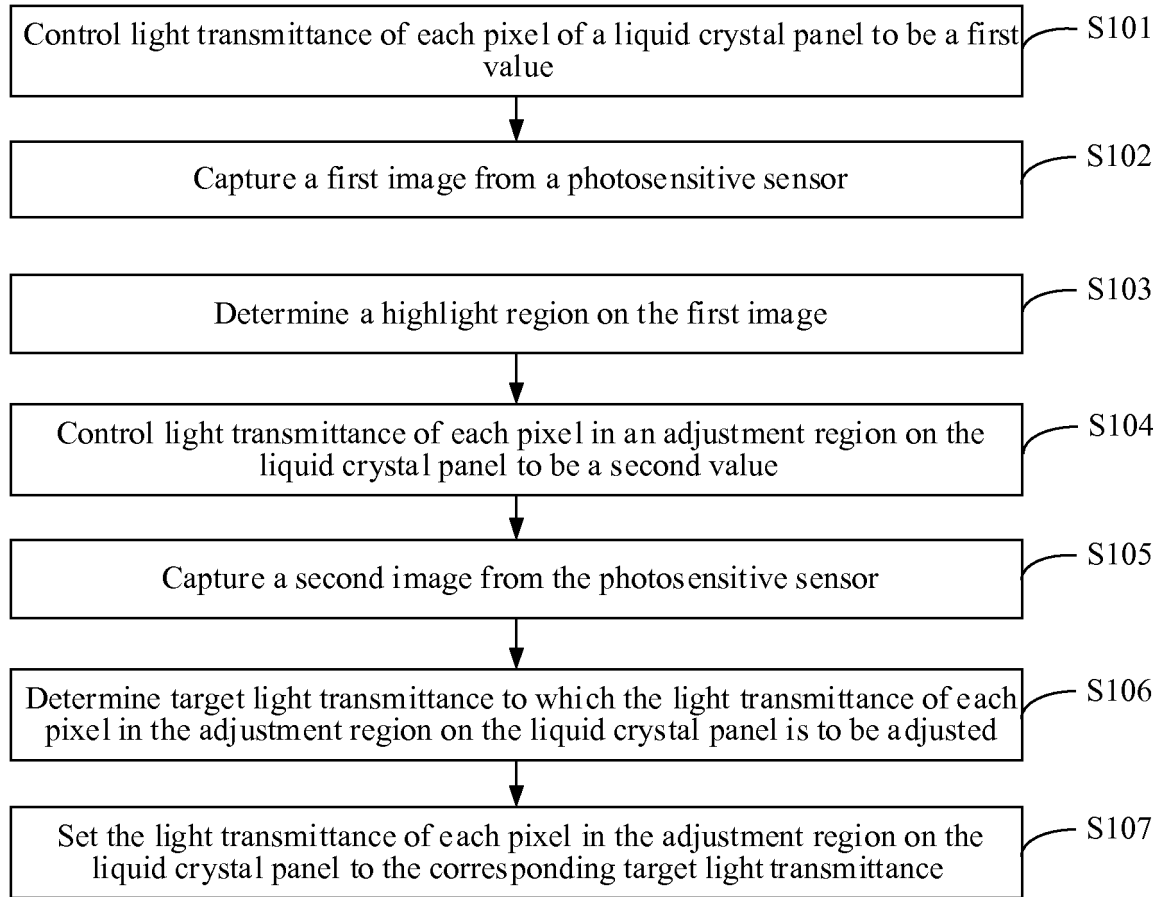 Control light transmittance of each pixel of a liquid crystal panel to be a first
value
S101
Capture a first image from a photosensitive sensor
S102
Determine a highlight region on the first image
S103
Control light transmittance of each pixel in an adjustment region on the
liquid crystal panel to be a second value
S104
Capture a second image from the photosensitive sensor
S105
Determine target light transmittance to which the light transmittance of each
pixel in the adjustment region on the liquid crystal panel is to be adjusted
S106
Set the light transmittance of each pixel in the adjustment region on the
liquid crystal panel to the corresponding target light transmittance
S107